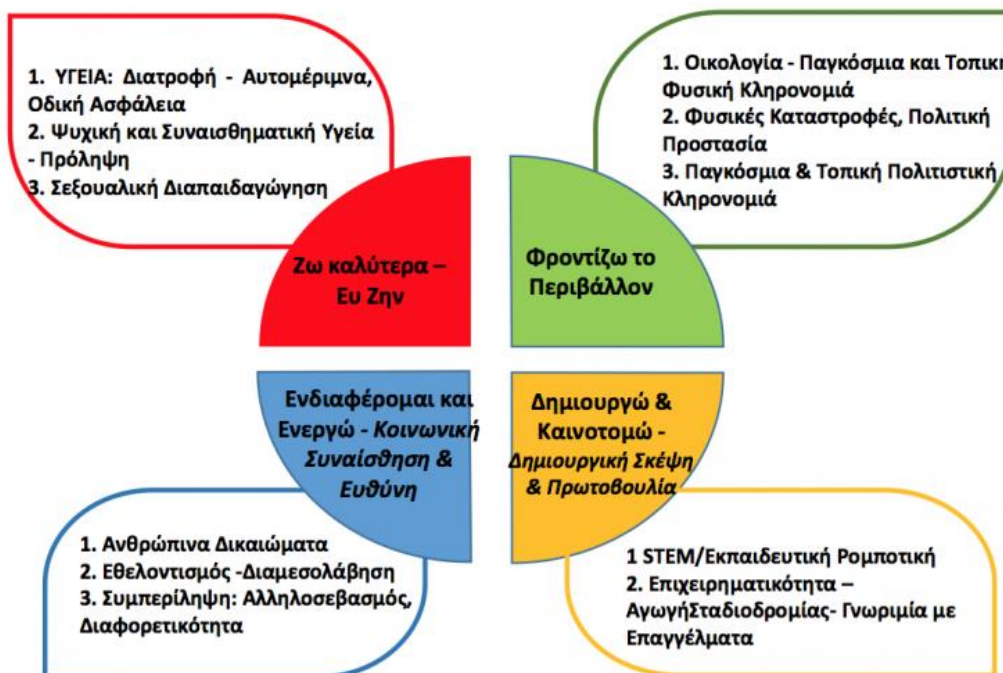 1. ΥΓΕΙΑ: Διατροφή - Αυτομέριμνα,
Οδική Ασφάλεια
2. Ψυχική και Συναισθηματική Υγεία
- Πρόληψη
3. Σεξουαλική Διαπαιδαγώγηση
1. Οικολογία - Παγκόσμια και Τοπική
Φυσική Κληρονομιά
2. Φυσικές Καταστροφές, Πολιτική
Προστασία
3. Παγκόσμια & Τοπική Πολιτιστική
Κληρονομιά
Ζω καλύτερα –
Ευ Ζην
Φροντίζω το
Περιβάλλον
Ενδιαφέρομαι και
Ενεργώ - Κοινωνική
Συναίσθηση &
Ευθύνη
Δημιουργώ &
Καινοτομώ -
Δημιουργική Σκέψη
& Πρωτοβουλία
1. Ανθρώπινα Δικαιώματα
2. Εθελοντισμός -Διαμεσολάβηση
3. Συμπερίληψη: Αλληλοσεβασμός,
Διαφορετικότητα
1 STEM/Εκπαιδευτική Ρομποτική
2. Επιχειρηματικότητα –
ΑγωγήΣταδιοδρομίας- Γνωριμία με
Επαγγέλματα